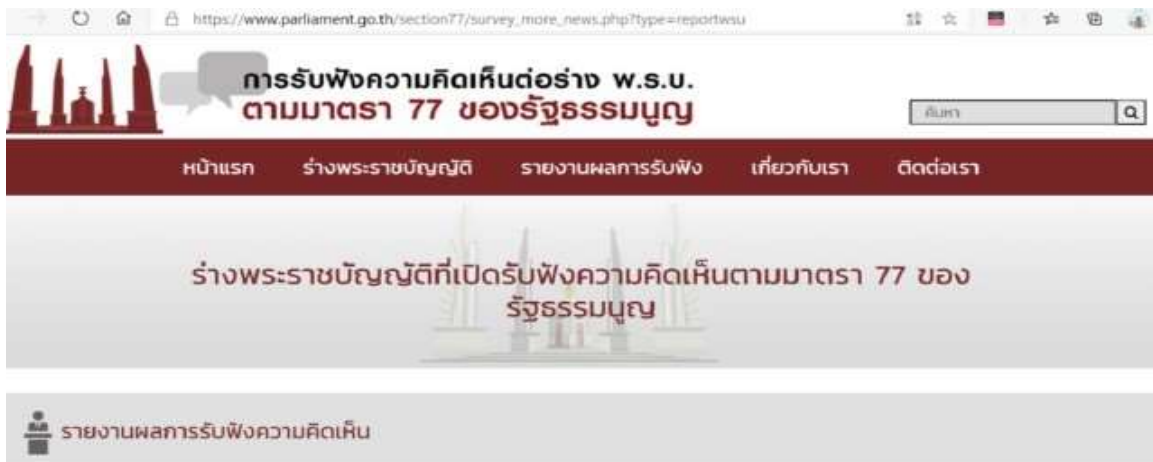 https://www.parliament.go.th/section77/survey_more_news.php?type=reportwsu
การรับฟังความคิดเห็นต่อร่าง พ.ร.บ.
ตามมาตรา 77 ของรัฐธรรมนูญ
ค้นหา
หน้าแรก ร่างพระราชบัญญัติ รายงานผลการรับฟัง เกี่ยวกับเรา ติดต่อเรา
ร่างพระราชบัญญัติที่เปิดรับฟังความคิดเห็นตามมาตรา 77 ของ
รัฐธรรมนูญ
รายงานผลการรับฟังความคิดเห็น